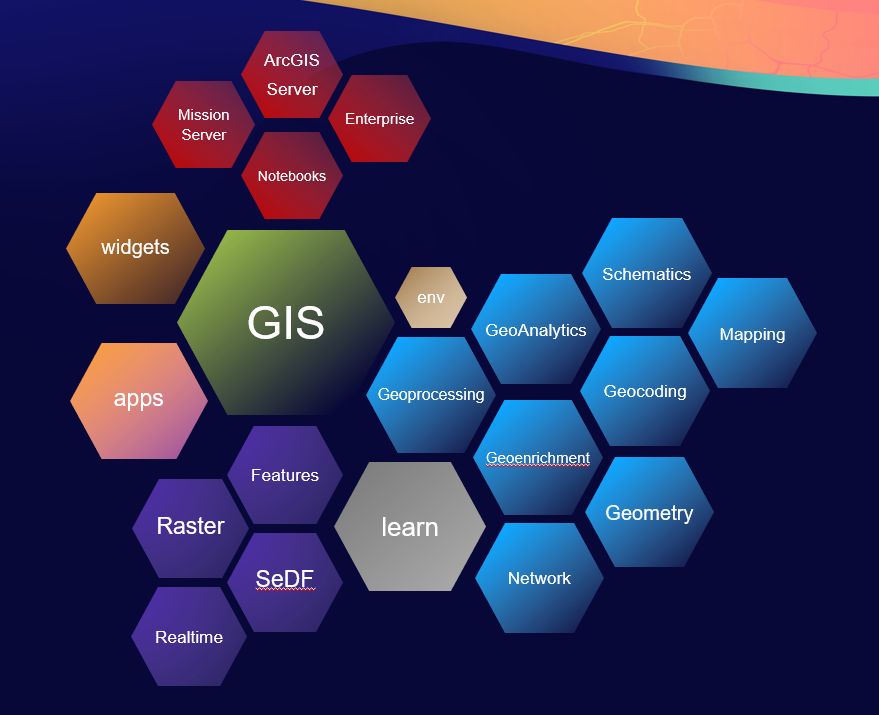 ArcGIS
Server
Mission
Server
Enterprise
Notebooks
widgets
GIS
env
Schematics
GeoAnalytics
Mapping
apps
Geoprocessing
Geocoding
Geoenrichment
Features
Raster
learn
Geometry
SeDF
Network
Realtime